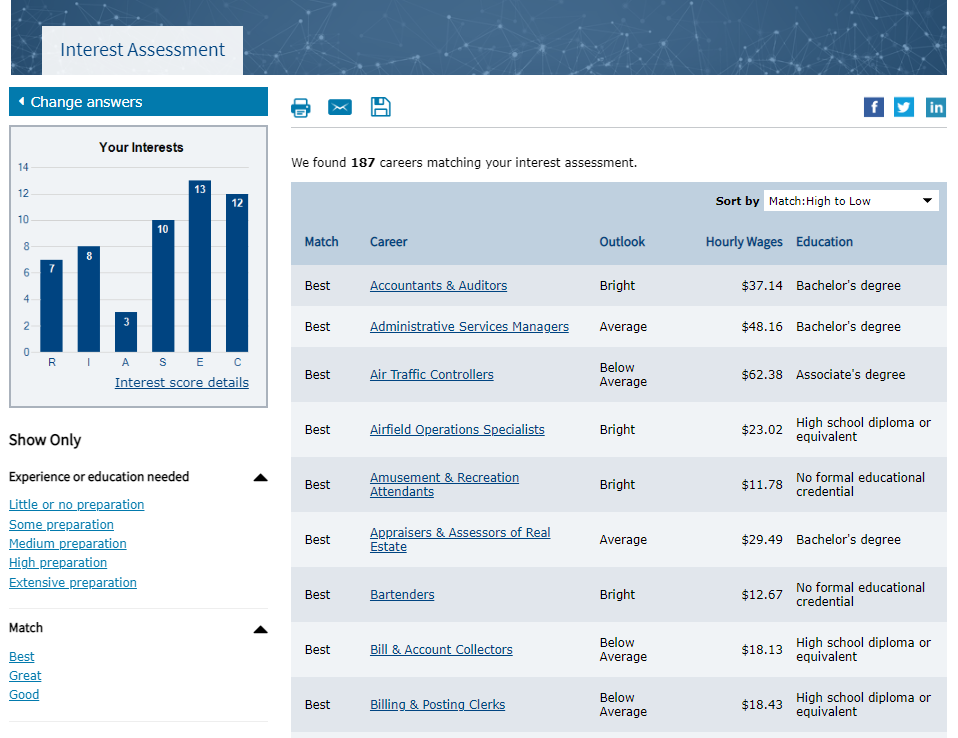 Interest Assessment
Change answers
Your Interests
14
12
10
8
6
4
2
0
7
8
3
10
13
12
R I A S E C
Interest score details
Show Only
Experience or education needed
Little or no preparation
Some preparation
Medium preparation
High preparation
Extensive preparation
Match
Best
Great
Good
f
in
We found 187 careers matching your interest assessment.
Sort by Match:High to Low
Match Career Outlook Hourly Wages Education
Best Accountants & Auditors Bright $37.14 Bachelor's degree
Best Administrative Services Managers Average $48.16 Bachelor's degree
Best Air Traffic Controllers Below
Average $62.38 Associate's degree
Best Airfield Operations Specialists Bright $23.02 High school diploma or
equivalent
Best Amusement & Recreation
Attendants Bright $11.78 No formal educational
credential
Best Appraisers & Assessors of Real
Estate Average $29.49 Bachelor's degree
Best Bartenders Bright $12.67 No formal educational
credential
Best Bill & Account Collectors Below
Average $18.13 High school diploma or
equivalent
Best Billing & Posting Clerks Below
Average $18.43 High school diploma or
equivalent